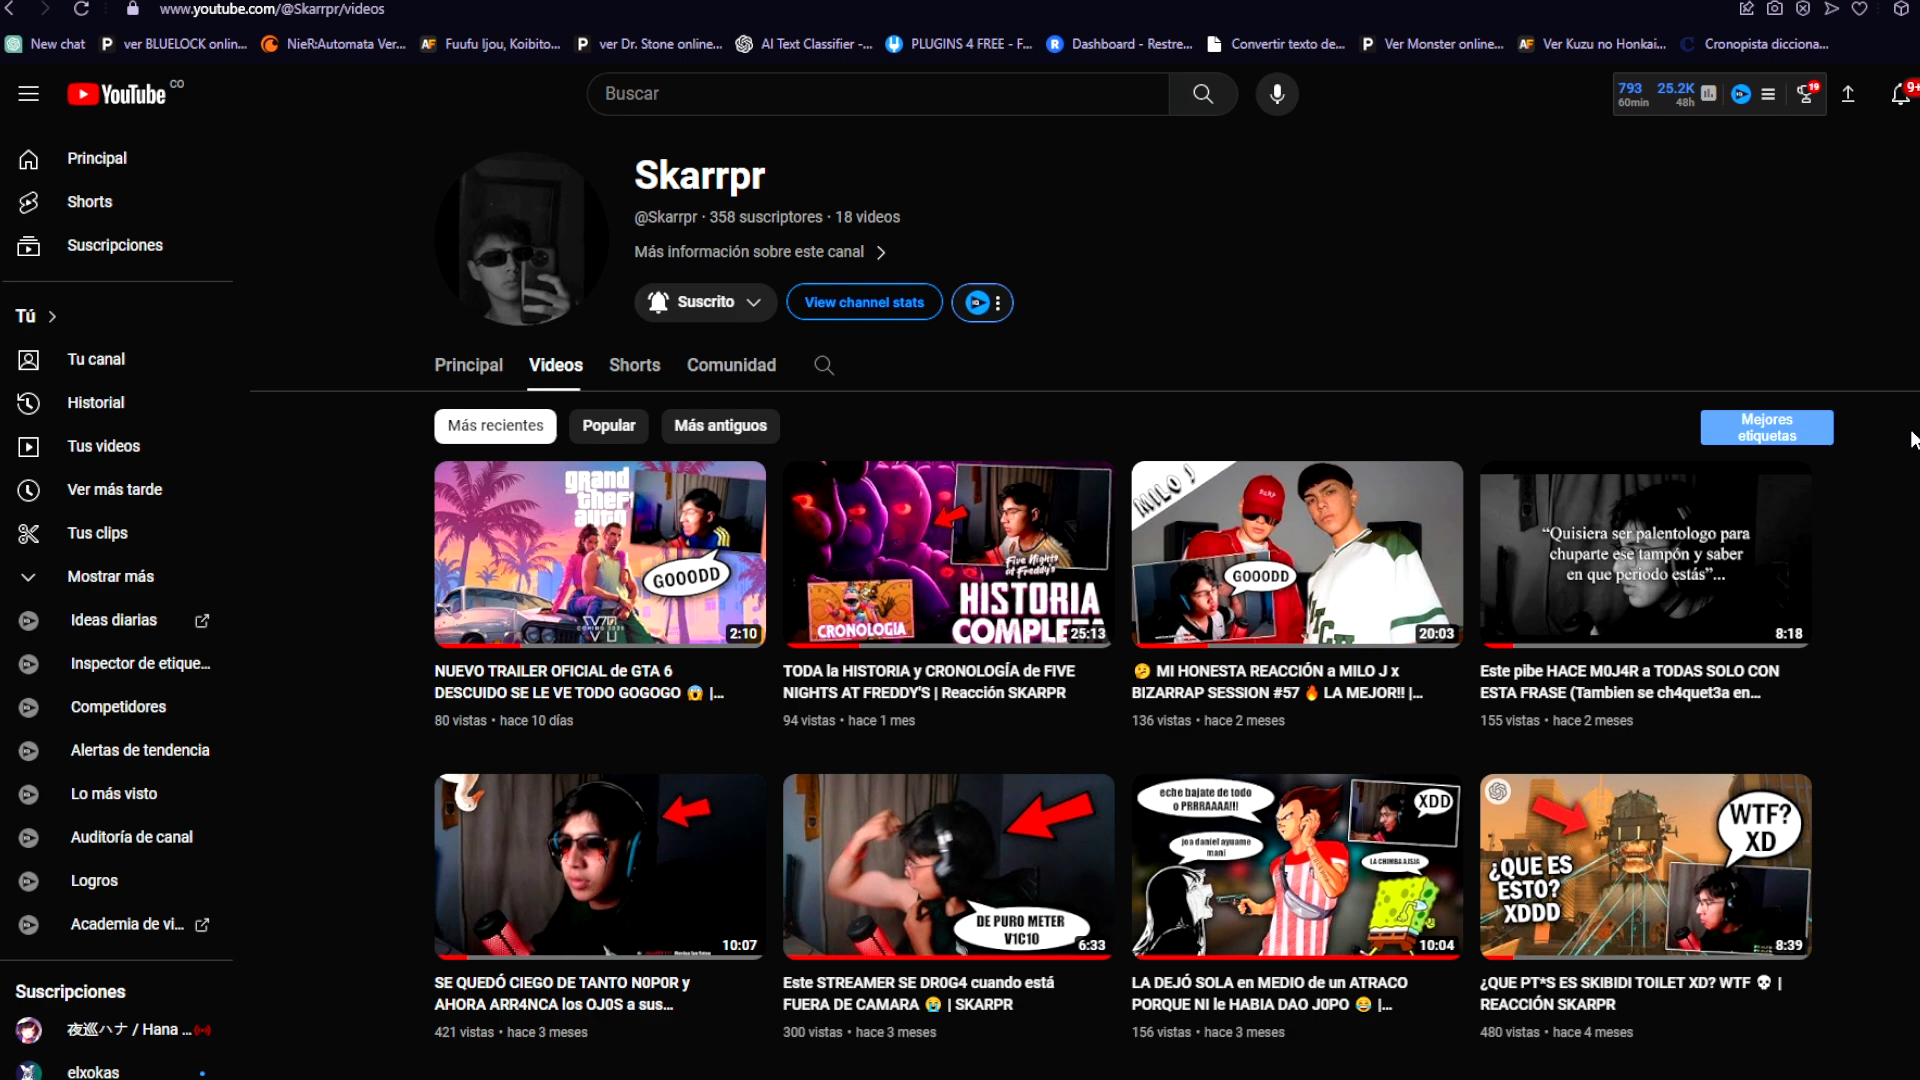 www.youtube.com/@Skarrpr/videos
New chat
ver BLUELOCK onlin...
NieR:Automata Ver...
Fuufu Ijou, Koibito...
ver Dr. Stone online...
AI Text Classifier -...
PLUGINS 4 FREE - F...
Dashboard - Restre...
Convertir texto de...
Ver Monster online...
Ver Kuzu no Honkai...
Cronopista dicciona...
YouTube CO
Buscar
793
60min
25.2K
48h
19
9+
Principal
Shorts
Suscripciones
Tú
Tu canal
Historial
Tus videos
Ver más tarde
Tus clips
Mostrar más
Ideas diarias
Inspector de etique...
Competidores
Alertas de tendencia
Lo más visto
Auditoría de canal
Logros
Academia de vi...
Suscripciones
夜巡ハナ / Hana ...
elxokas
Skarrpr
@Skarrpr · 358 suscriptores · 18 videos
Más información sobre este canal
Suscrito
View channel stats
Principal
Videos
Shorts
Comunidad
Más recientes
Popular
Más antiguos
Mejores
etiquetas
grand
theft
auto
GOOODD
VI
2:10
NUEVO TRAILER OFICIAL de GTA 6
DESCUIDO SE LE VE TODO GOGOGO 😱 |...
80 vistas · hace 10 días
Five Nights
at Freddy's
CRONOLOGIA
HISTORIA
25:13
TODA la HISTORIA y CRONOLOGÍA de FIVE
NIGHTS AT FREDDY'S | Reacción SKARPR
94 vistas · hace 1 mes
MILO J
GOOODD
20:03
🤔 MI HONESTA REACCIÓN a MILO J x
BIZARRAP SESSION #57 🔥 LA MEJOR!! |...
136 vistas · hace 2 meses
“Quisiera ser palentologo para
chuparte ese tampón y saber
en que periodo estás”...
8:18
Este pibe HACE M0J4R a TODAS SOLO CON
ESTA FRASE (Tambien se ch4quet3a en...
155 vistas · hace 2 meses
10:07
SE QUEDÓ CIEGO DE TANTO N0P0R y
AHORA ARR4NCA los OJ0S a sus...
421 vistas · hace 3 meses
DE PURO METER
V1C10
6:33
Este STREAMER SE DR0G4 cuando está
FUERA DE CAMARA 😭 | SKARPR
300 vistas · hace 3 meses
eche bajate de todo
o PRRRAAAA!!!
joa daniel ayuame
mani
XDD
10:04
LA DEJÓ SOLA en MEDIO de un ATRACO
PORQUE NI le HABIA DAO J0PO 😂 |...
156 vistas · hace 3 meses
¿QUE ES
ESTO?
XDDD
WTF?
XD
8:39
¿QUE PT*S ES SKIBIDI TOILET XD? WTF 💀 |
REACCIÓN SKARPR
480 vistas · hace 4 meses